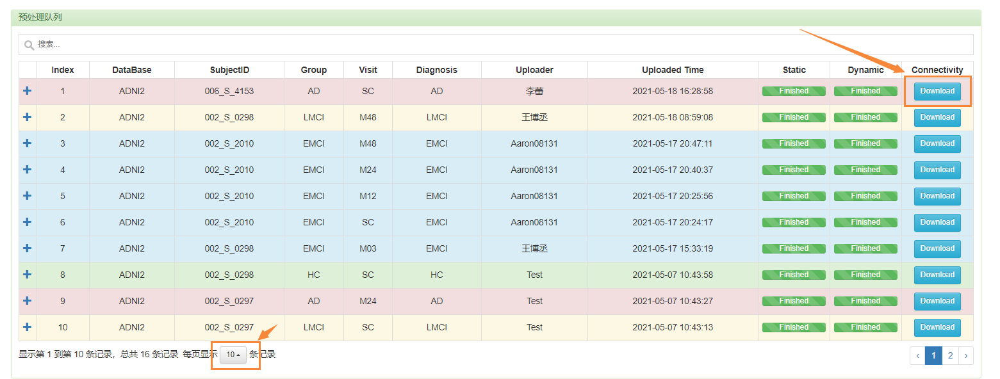 预处理队列
搜索...
Index DataBase SubjectID Group Visit Diagnosis Uploader Uploaded Time Static Dynamic Connectivity
1 ADNI2 006_S_4153 AD SC AD 李蕾 2021-05-18 16:28:58 Finished Finished Download
2 ADNI2 002_S_0298 LMCI M48 LMCI 王博丞 2021-05-18 08:59:08 Finished Finished Download
3 ADNI2 002_S_2010 EMCI M48 EMCI Aaron08131 2021-05-17 20:47:11 Finished Finished Download
4 ADNI2 002_S_2010 EMCI M24 EMCI Aaron08131 2021-05-17 20:40:37 Finished Finished Download
5 ADNI2 002_S_2010 EMCI M12 EMCI Aaron08131 2021-05-17 20:25:56 Finished Finished Download
6 ADNI2 002_S_2010 EMCI SC EMCI Aaron08131 2021-05-17 20:24:17 Finished Finished Download
7 ADNI2 002_S_0298 EMCI M03 EMCI 王博丞 2021-05-17 15:33:19 Finished Finished Download
8 ADNI2 002_S_0298 HC SC HC Test 2021-05-07 10:43:58 Finished Finished Download
9 ADNI2 002_S_0297 AD M24 AD Test 2021-05-07 10:43:27 Finished Finished Download
10 ADNI2 002_S_0297 LMCI SC LMCI Test 2021-05-07 10:43:13 Finished Finished Download
显示第 1 到第 10 条记录，总共 16 条记录 每页显示 10 条记录 ‹ 1 2 ›